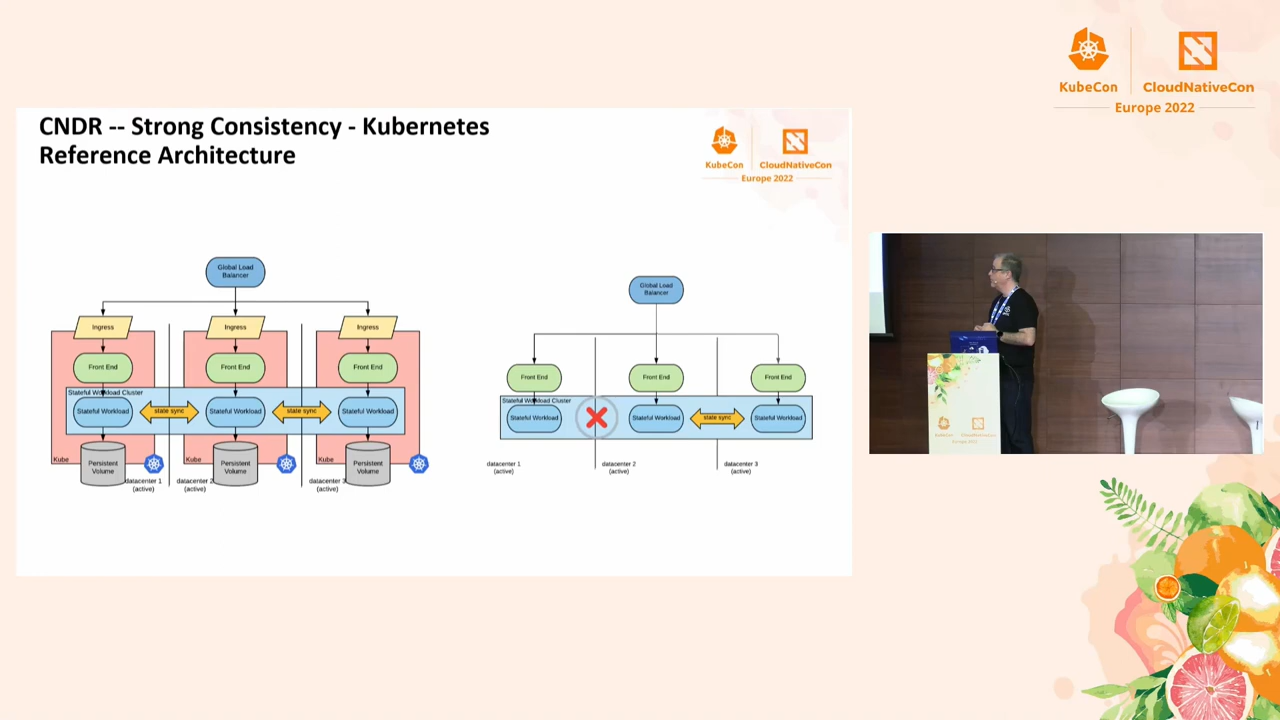 KubeCon
CloudNativeCon
Europe 2022
CNDR -- Strong Consistency - Kubernetes
Reference Architecture
KubeCon
CloudNativeCon
Europe 2022
Global Load
Balancer
Ingress
Ingress
Ingress
Front End
Front End
Front End
Stateful Workload Cluster
Stateful Workload
state sync
Stateful Workload
state sync
Stateful Workload
Kube
Persistent
Volume
Kube
Persistent
Volume
Kube
Persistent
Volume
datacenter 1
(active)
datacenter 2
(active)
datacenter 3
(active)
Global Load
Balancer
Front End
Front End
Front End
Stateful Workload Cluster
Stateful Workload
Stateful Workload
state sync
Stateful Workload
datacenter 1
(active)
datacenter 2
(active)
datacenter 3
(active)